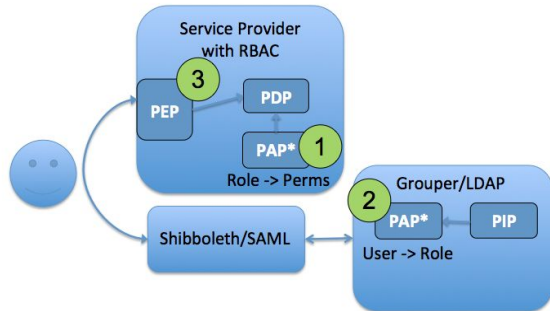 Service Provider
with RBAC
3
PEP
PDP
PAP*
1
Role -> Perms
Grouper/LDAP
2
PAP*
PIP
User -> Role
Shibboleth/SAML